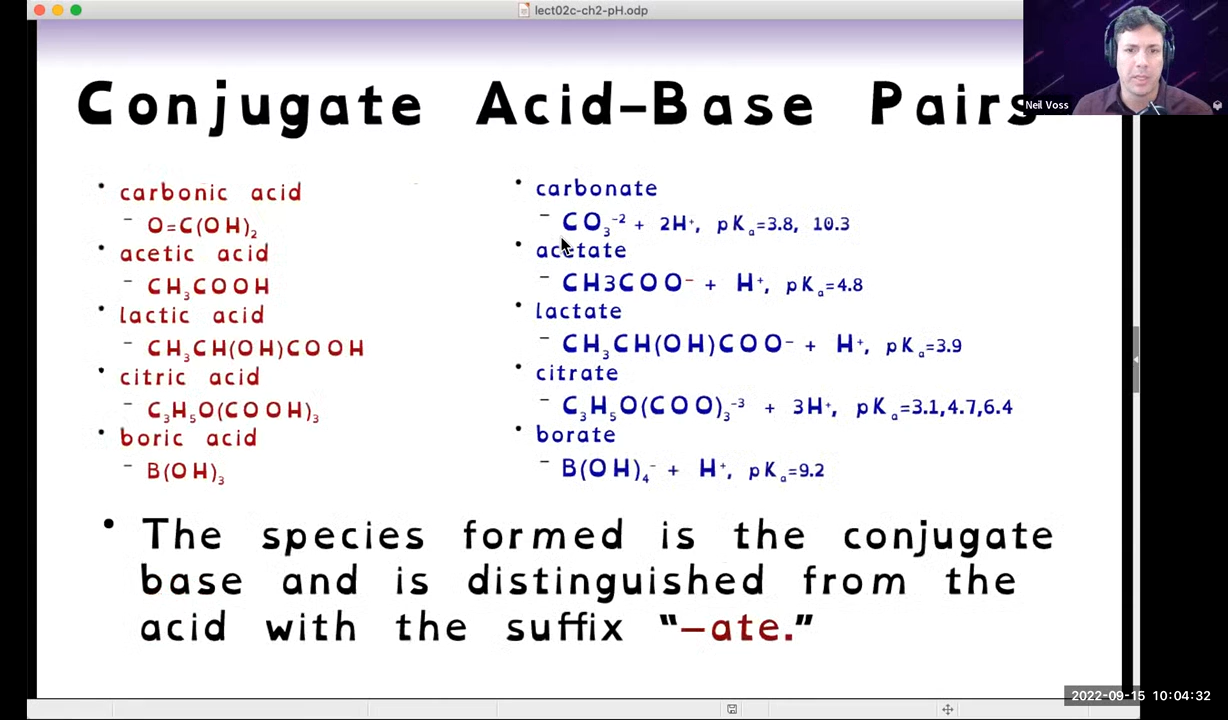 lect02c-ch2-pH.odp
Conjugate Acid-Base Pairs
Neil Voss
• carbonic acid
– O=C(OH)₂
• acetic acid
– CH₃COOH
• lactic acid
– CH₃CH(OH)COOH
• citric acid
– C₃H₅O(COOH)₃
• boric acid
– B(OH)₃
• carbonate
– CO₃⁻² + 2H⁺, pKₐ=3.8, 10.3
• acetate
– CH3COO⁻ + H⁺, pKₐ=4.8
• lactate
– CH₃CH(OH)COO⁻ + H⁺, pKₐ=3.9
• citrate
– C₃H₅O(COO)₃⁻³ + 3H⁺, pKₐ=3.1,4.7,6.4
• borate
– B(OH)₄⁻ + H⁺, pKₐ=9.2
• The species formed is the conjugate
base and is distinguished from the
acid with the suffix "–ate."
2022-09-15 10:04:32